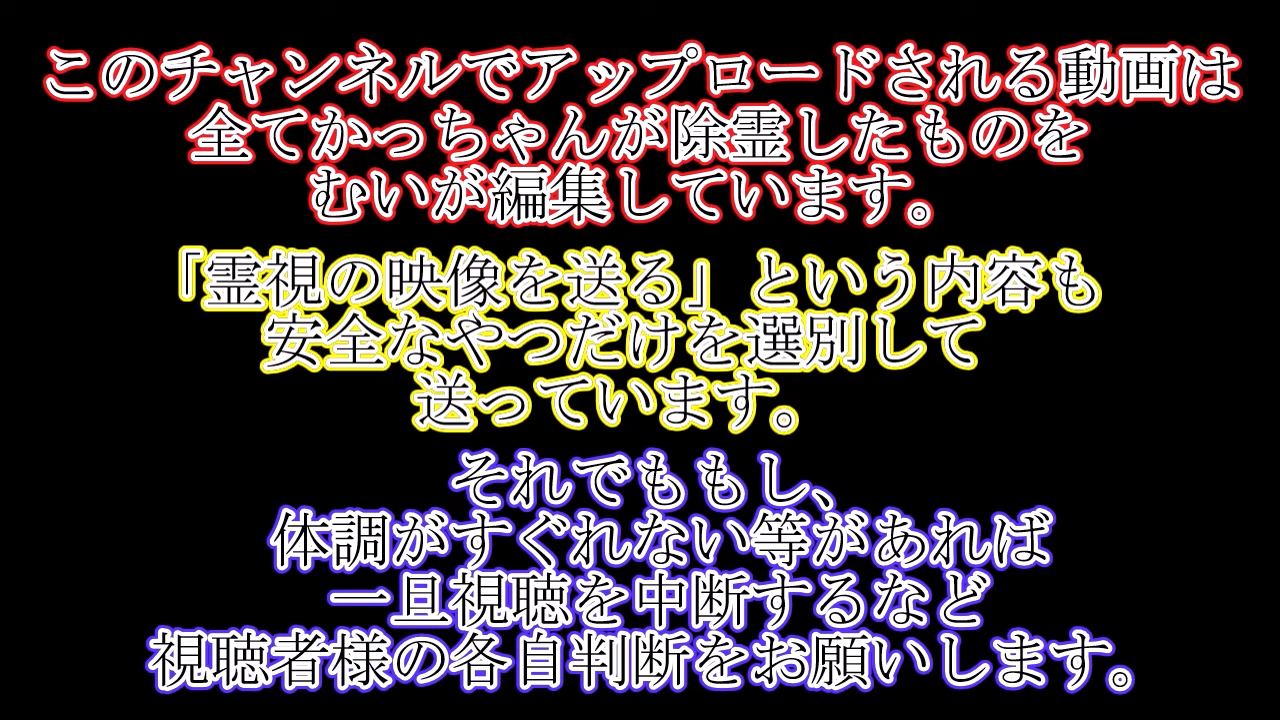 このチャンネルでアップロードされる動画は
全てかっちゃんが除霊したものを
むいが編集しています。
「霊視の映像を送る」という内容も
安全なやつだけを選別して
送っています。
それでももし、
体調がすぐれない等があれば
一旦視聴を中断するなど
視聴者様の各自判断をお願いします。